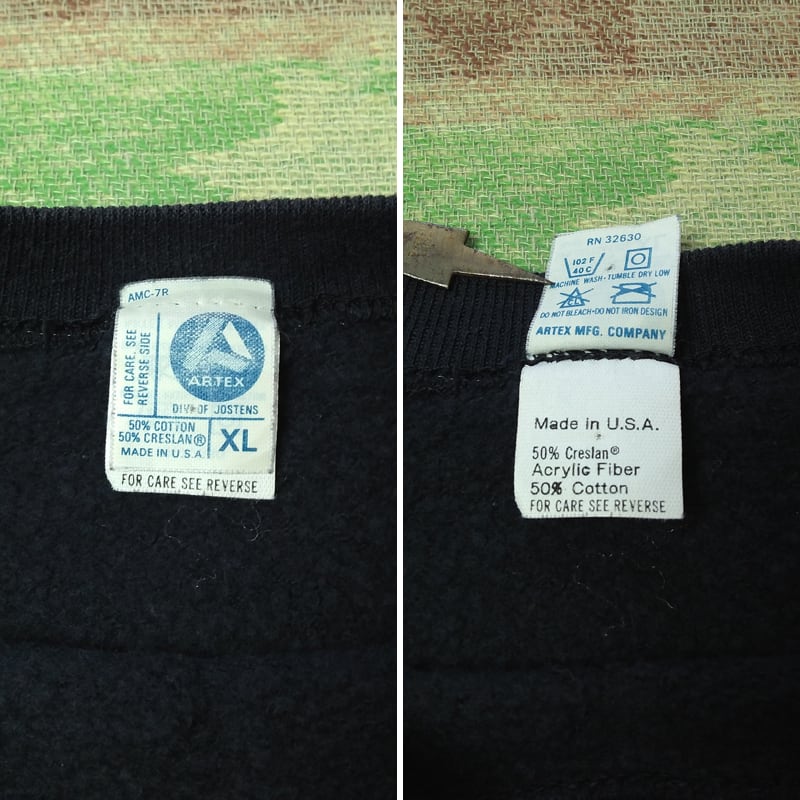 AMC-7R
FOR CARE, SEE
REVERSE SIDE
ARTEX
DIV. OF JOSTENS
50% COTTON
50% CRESLAN®
MADE IN U.S.A.
XL
FOR CARE SEE REVERSE
RN 32630
102 F
40 C
MACHINE WASH·TUMBLE DRY LOW
CL
DO NOT BLEACH·DO NOT IRON DESIGN
ARTEX MFG. COMPANY
Made in U.S.A.
50% Creslan®
Acrylic Fiber
50% Cotton
FOR CARE SEE REVERSE